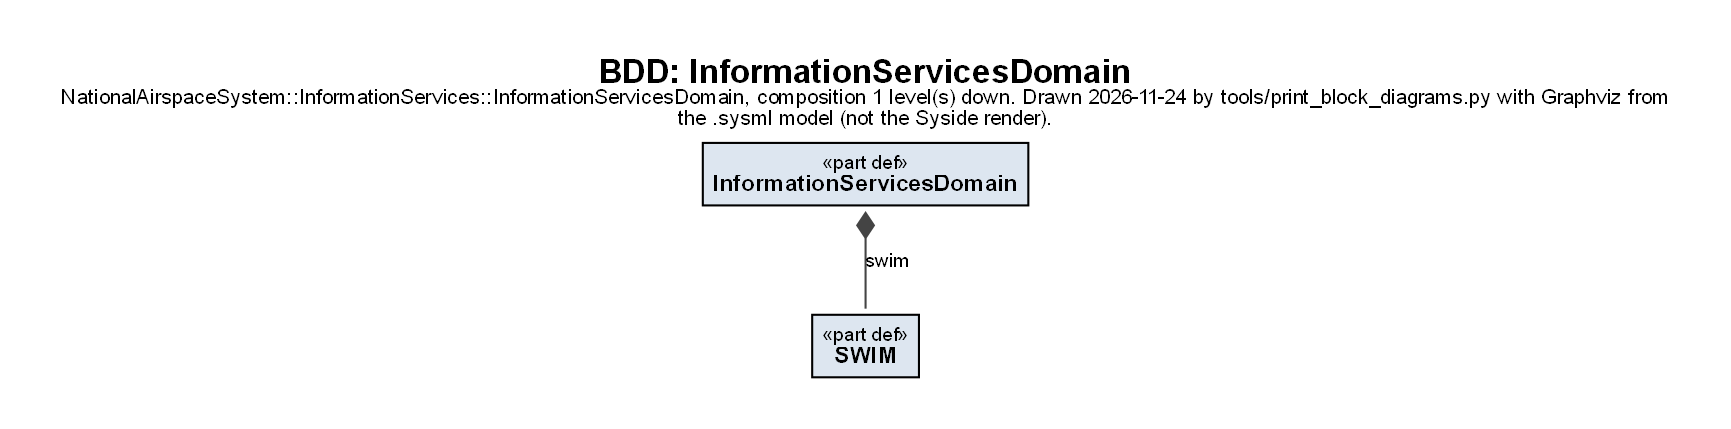 BDD: InformationServicesDomain
NationalAirspaceSystem::InformationServices::InformationServicesDomain, composition 1 level(s) down. Drawn 2026-11-24 by tools/print_block_diagrams.py with Graphviz from
the .sysml model (not the Syside render).
«part def»
InformationServicesDomain
swim
«part def»
SWIM